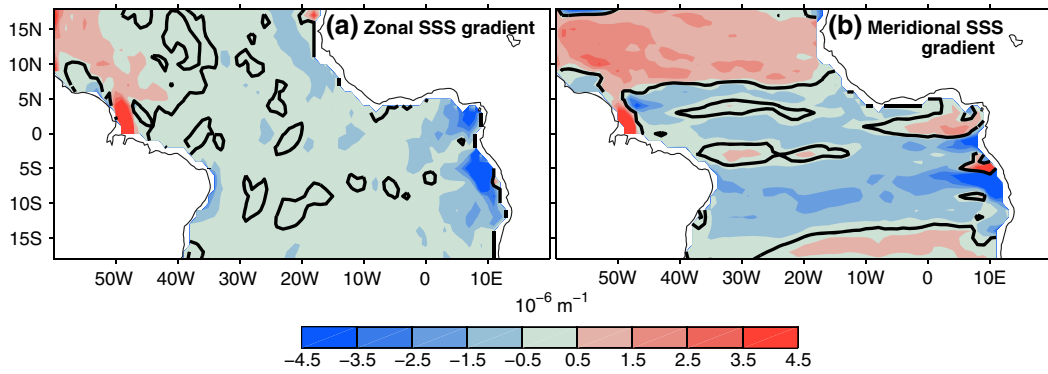 (a) Zonal SSS gradient
(b) Meridional SSS
gradient
15N
10N
5N
0
5S
10S
15S
50W 40W 30W 20W 10W 0 10E
50W 40W 30W 20W 10W 0 10E
10⁻⁶ m⁻¹
−4.5 −3.5 −2.5 −1.5 −0.5 0.5 1.5 2.5 3.5 4.5